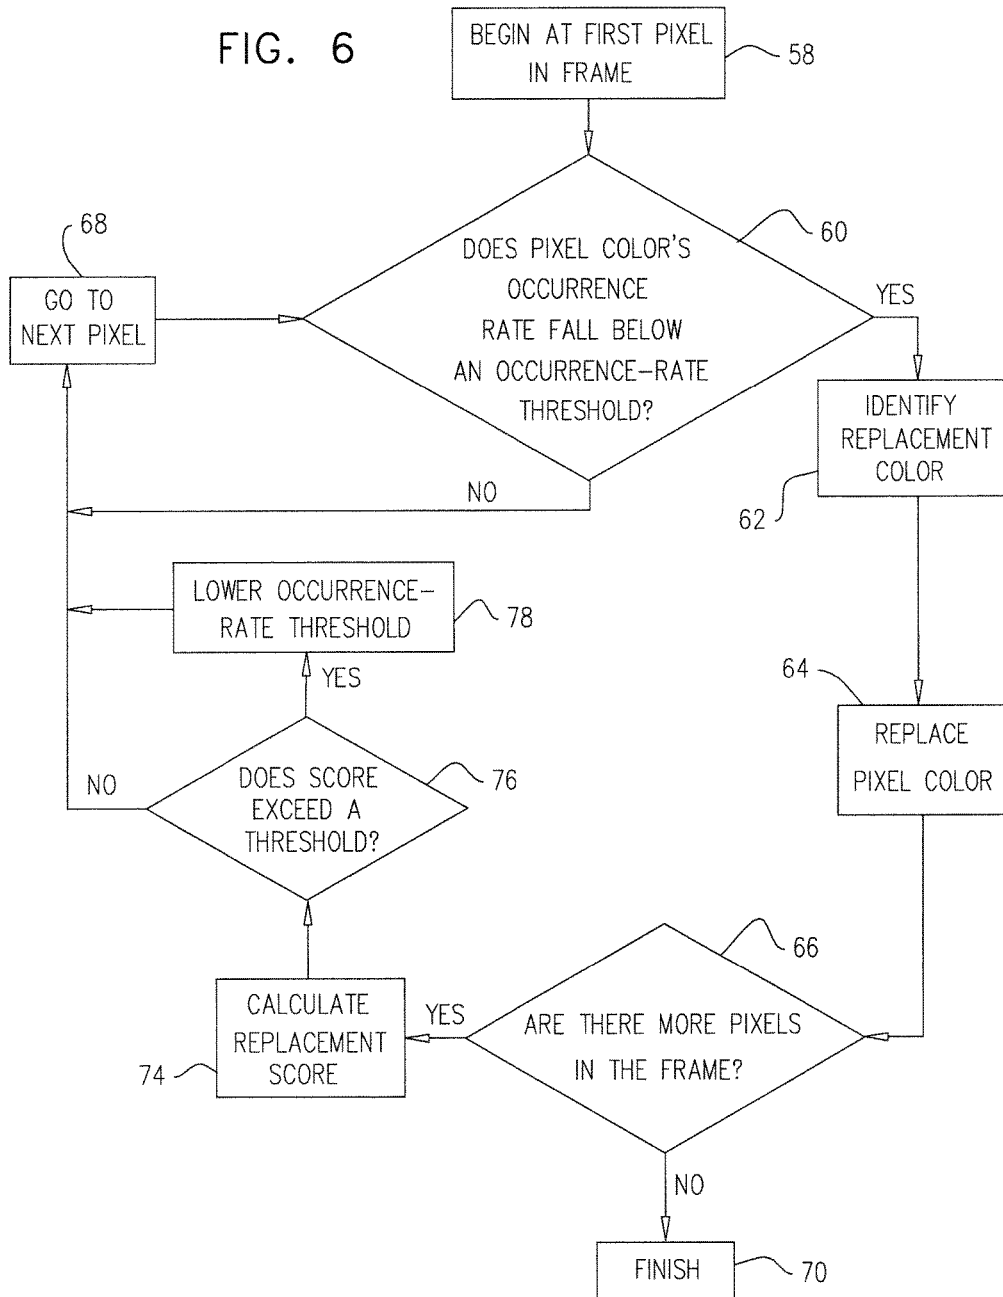 FIG. 6
BEGIN AT FIRST PIXEL
IN FRAME
58
68
GO TO
NEXT PIXEL
60
DOES PIXEL COLOR'S
OCCURRENCE
RATE FALL BELOW
AN OCCURRENCE-RATE
THRESHOLD?
YES
NO
IDENTIFY
REPLACEMENT
COLOR
62
LOWER OCCURRENCE-
RATE THRESHOLD
78
YES
64
REPLACE
PIXEL COLOR
NO
DOES SCORE
EXCEED A
THRESHOLD?
76
66
ARE THERE MORE PIXELS
IN THE FRAME?
YES
CALCULATE
REPLACEMENT
SCORE
74
NO
FINISH
70